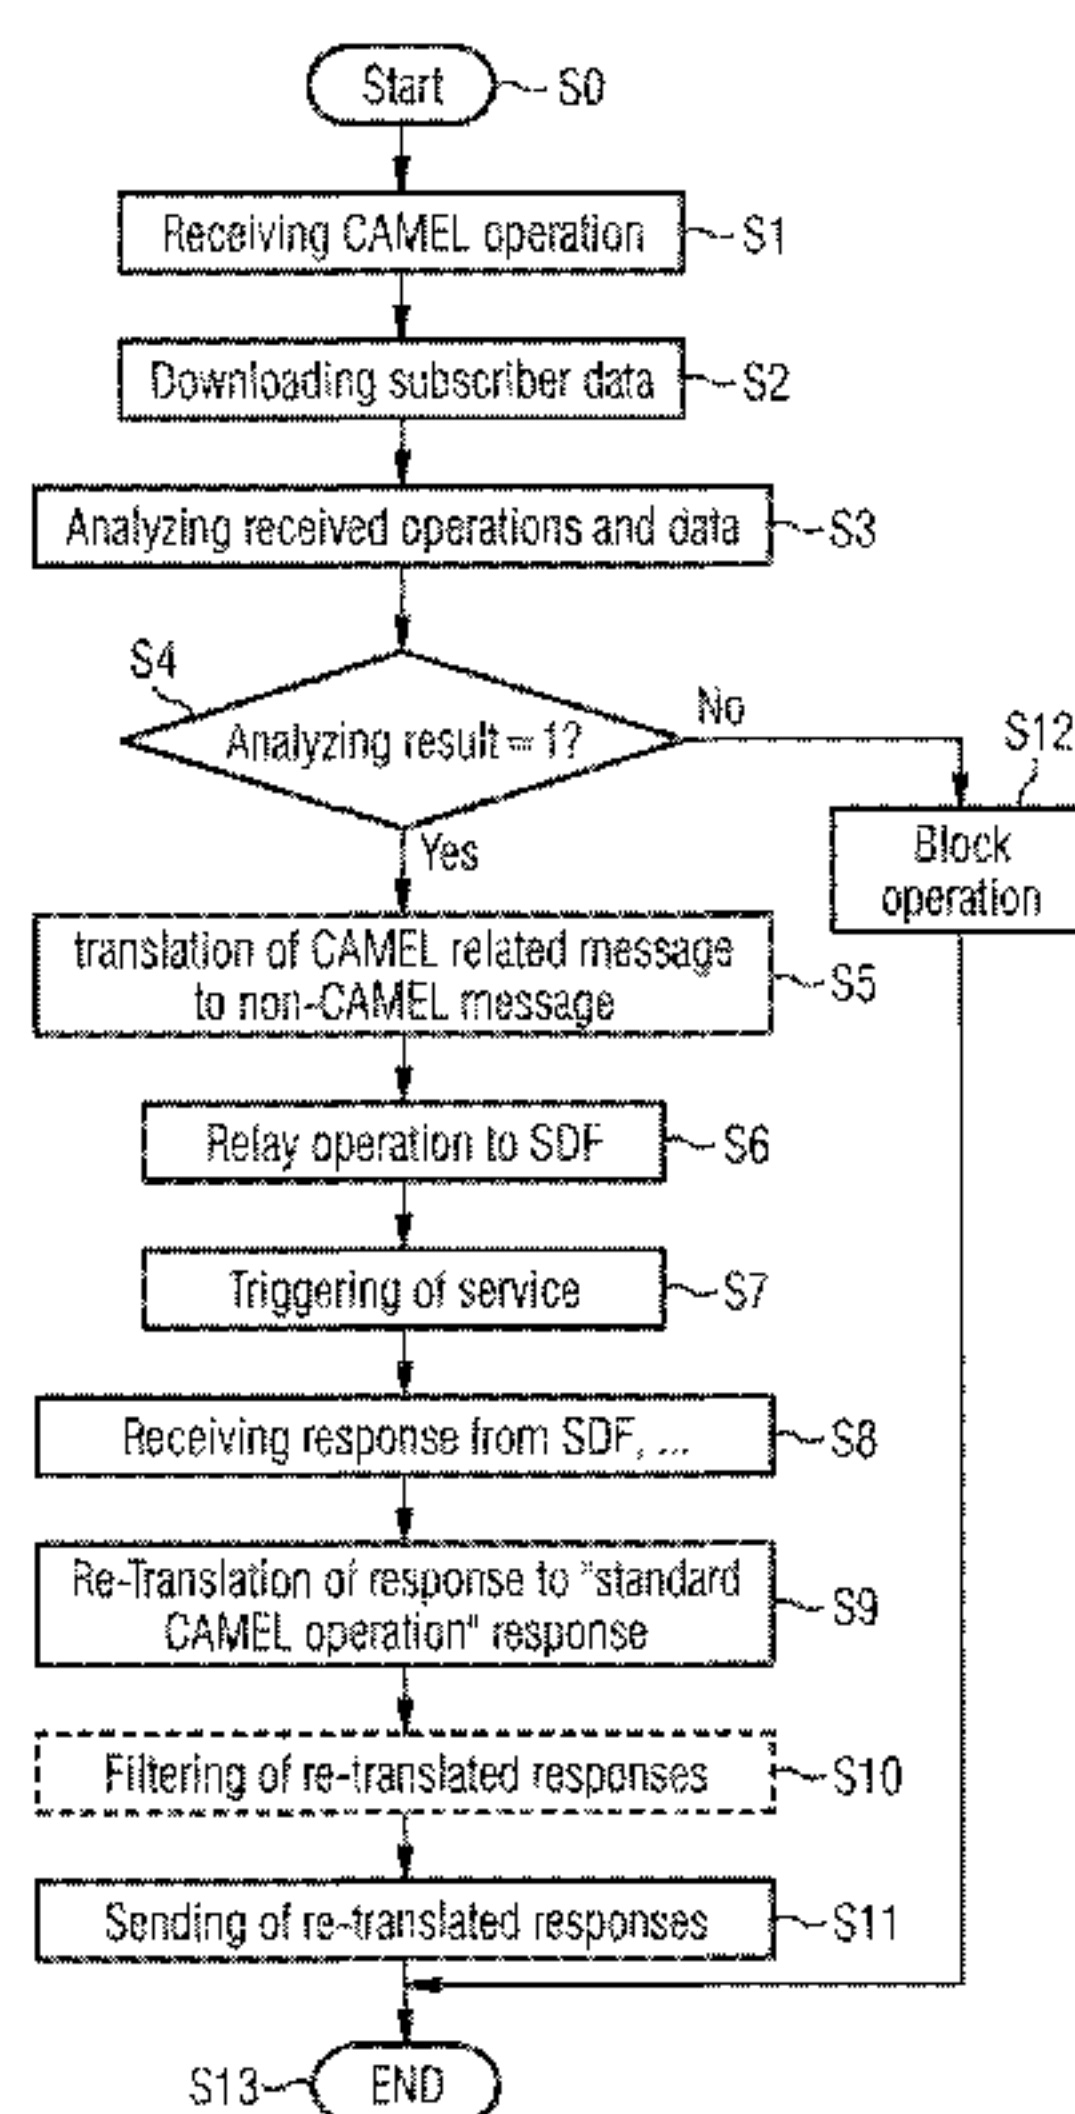 Start
S0
Receiving CAMEL operation
S1
Downloading subscriber data
S2
Analyzing received operations and data
S3
S4
Analyzing result = 1?
No
S12
Block
operation
Yes
translation of CAMEL related message
to non-CAMEL message
S5
Relay operation to SDF
S6
Triggering of service
S7
Receiving response from SDF, ...
S8
Re-Translation of response to "standard
CAMEL operation" response
S9
Filtering of re-translated responses
S10
Sending of re-translated responses
S11
S13
END